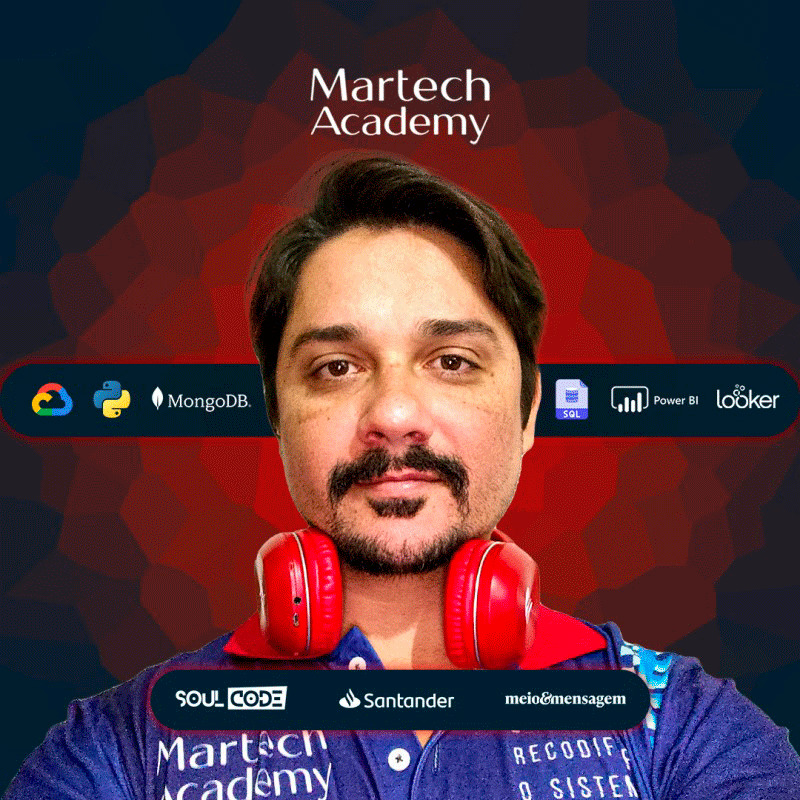 Martech
Academy
MongoDB.
SQL
Power BI
looker
SOUL CODE
Santander
meio&mensagem
Martech
Academy
RECODIF
O SISTEM